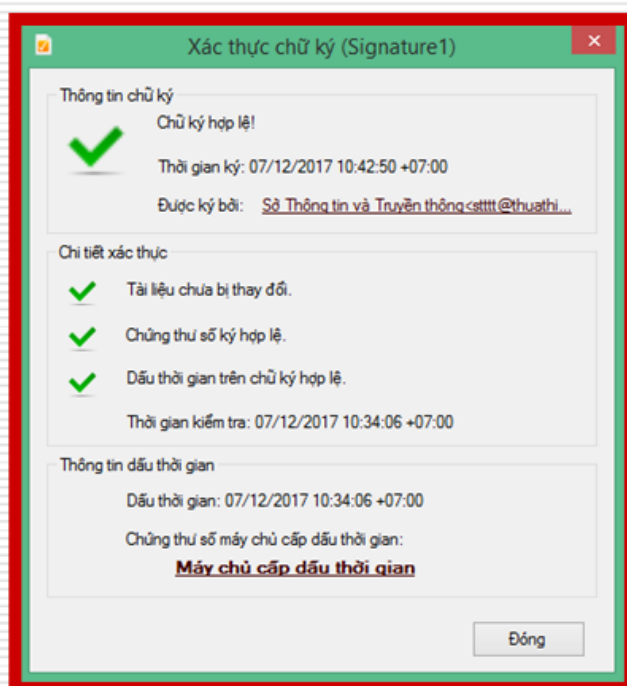 Xác thực chữ ký (Signature1)
Thông tin chữ ký
Chữ ký hợp lệ!
Thời gian ký: 07/12/2017 10:42:50 +07:00
Được ký bởi: Sở Thông tin và Truyền thông<stttt@thuathi...
Chi tiết xác thực
Tài liệu chưa bị thay đổi.
Chứng thư số ký hợp lệ.
Dấu thời gian trên chữ ký hợp lệ.
Thời gian kiểm tra: 07/12/2017 10:34:06 +07:00
Thông tin dấu thời gian
Dấu thời gian: 07/12/2017 10:34:06 +07:00
Chứng thư số máy chủ cấp dấu thời gian:
Máy chủ cấp dấu thời gian
Đóng